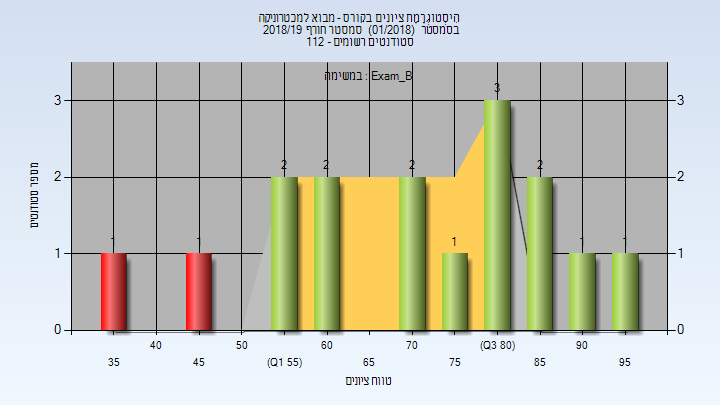 היסטוגרמת ציונים בקורס - מבוא למכטרוניקה
בסמסטר (01/2018) סמסטר חורף 2018/19
סטודנטים רשומים - 112
במשימה : Exam_B
מספר סטודנטים
3 3
2 2
1 1
0 0
1 1 2 2 2 1 3 2 1 1
40 50 60 70 (Q3 80) 90
35 45 (Q1 55) 65 75 85 95
טווח ציונים